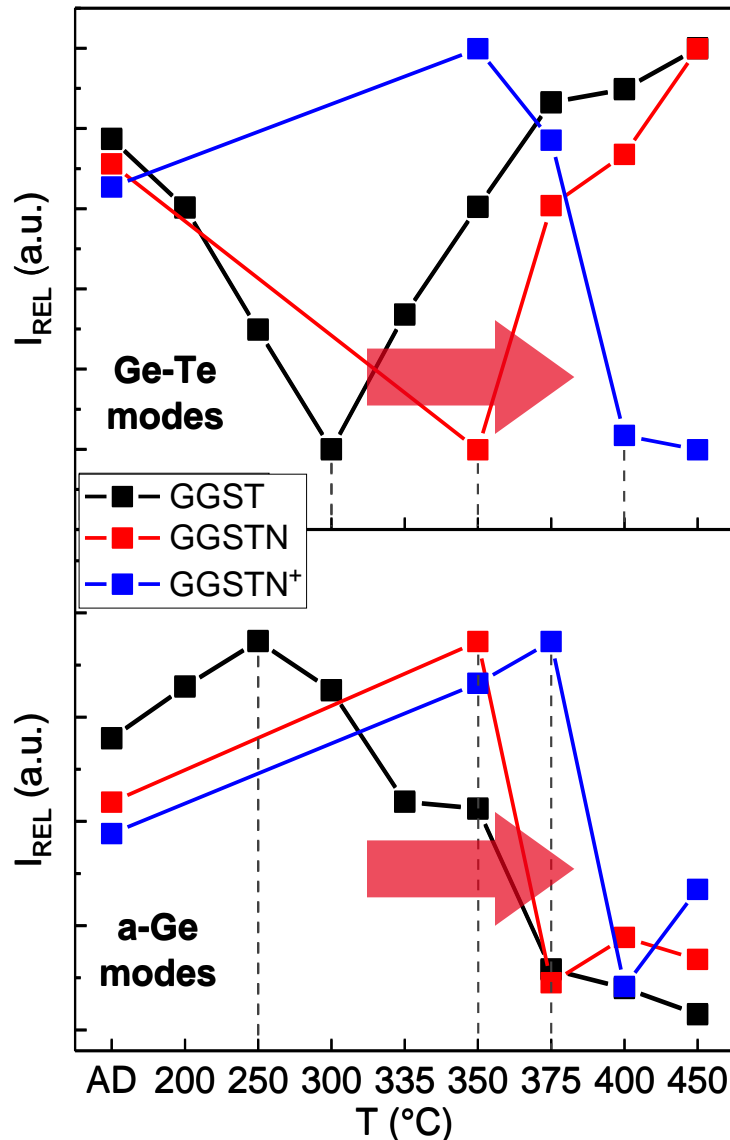 I_REL (a.u.)
Ge-Te
modes
GGST
GGSTN
GGSTN⁺
I_REL (a.u.)
a-Ge
modes
AD 200 250 300 335 350 375 400 450
T (°C)